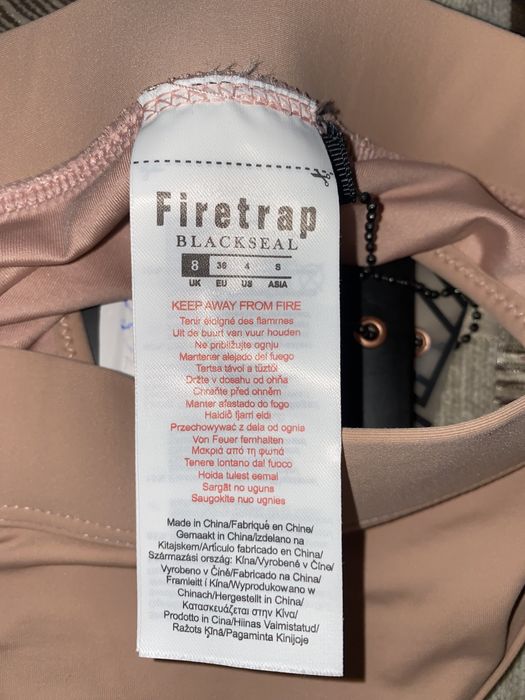 Firetrap
BLACKSEAL
8 36 4 S
UK EU US ASIA
KEEP AWAY FROM FIRE
Tenir éloigné des flammes
Uit de buurt van vuur houden
Ne približujte ognju
Mantener alejado del fuego
Tartsa távol a tűztől
Držte v dosahu od ohňa
Chraňte před ohněm
Manter afastado do fogo
Haldið fjarri eldi
Przechowywać z dala od ognia
Von Feuer fernhalten
Μακριά από τη φωτιά
Tenere lontano dal fuoco
Hoida tulest eemal
Sargāt no uguns
Saugokite nuo ugnies
Made in China/Fabriqué en Chine/
Gemaakt in China/Izdelano na
Kitajskem/Artículo fabricado en China/
Származási ország: Kína/Vyrobené v Číne/
Vyrobeno v Číně/Fabricado na China/
Framleitt í Kína/Wyprodukowano w
Chinach/Hergestellt in China/
Κατασκευάζεται στην Κίνα/
Prodotto in Cina/Hiinas Valmistatud/
Ražots Ķīnā/Pagaminta Kinijoje